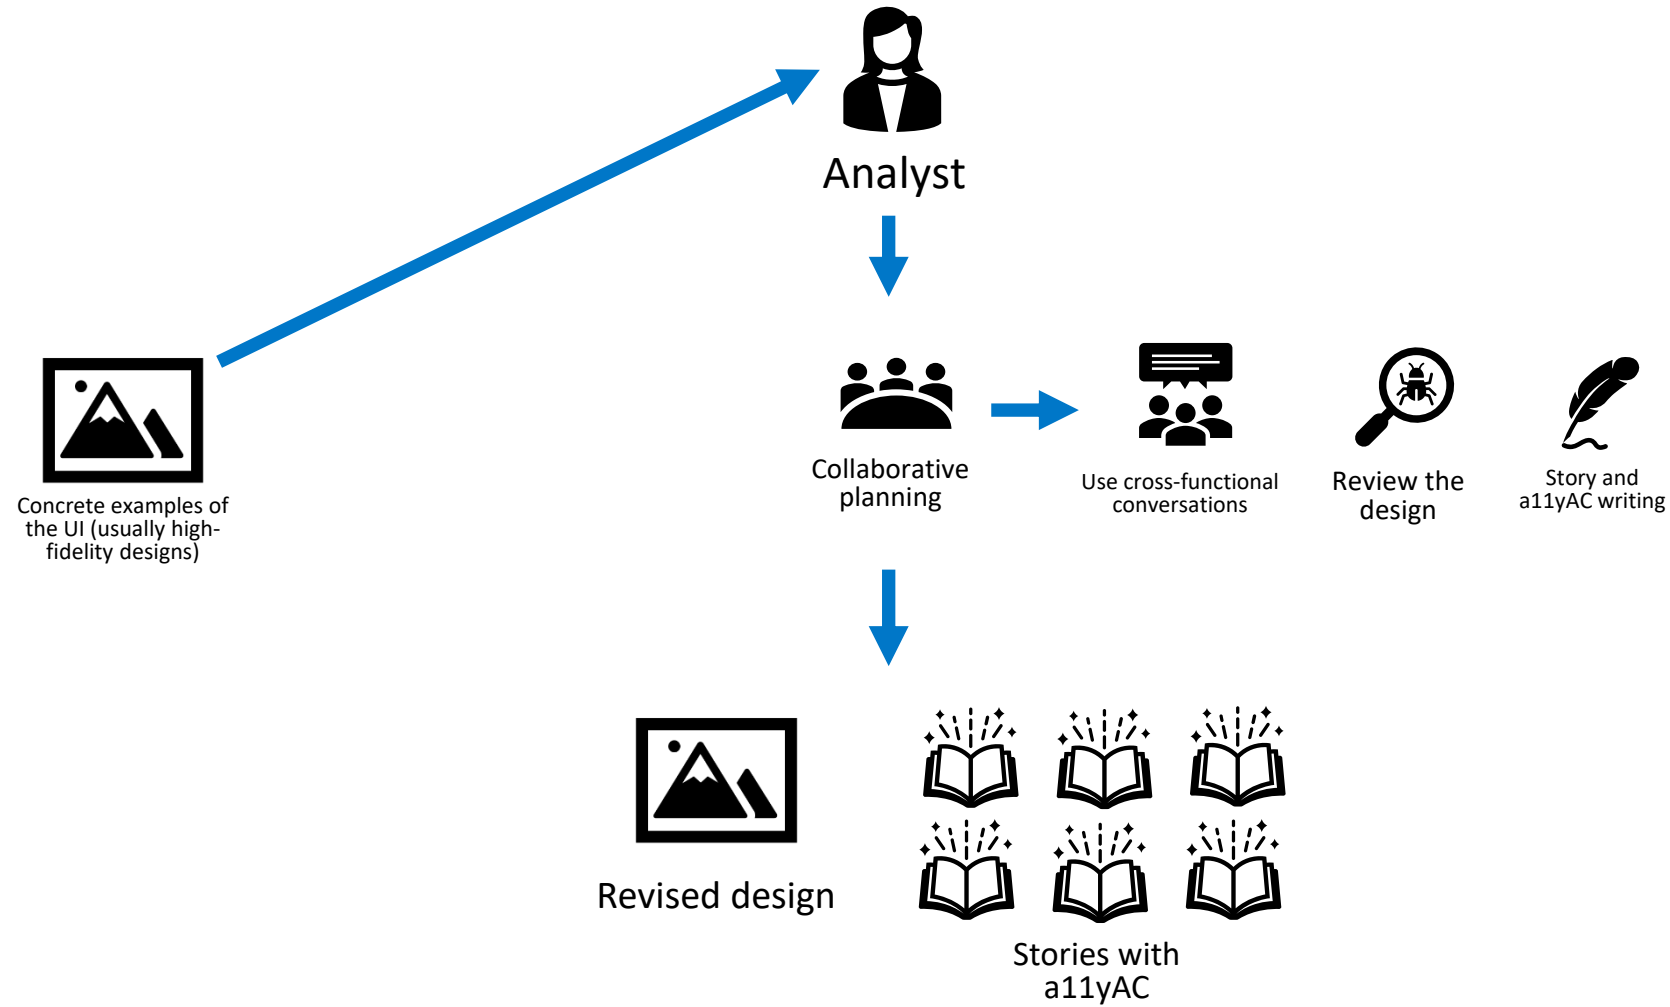 Analyst
Concrete examples of
the UI (usually high-
fidelity designs)
Collaborative
planning
Use cross-functional
conversations
Review the
design
Story and
a11yAC writing
Revised design
Stories with
a11yAC